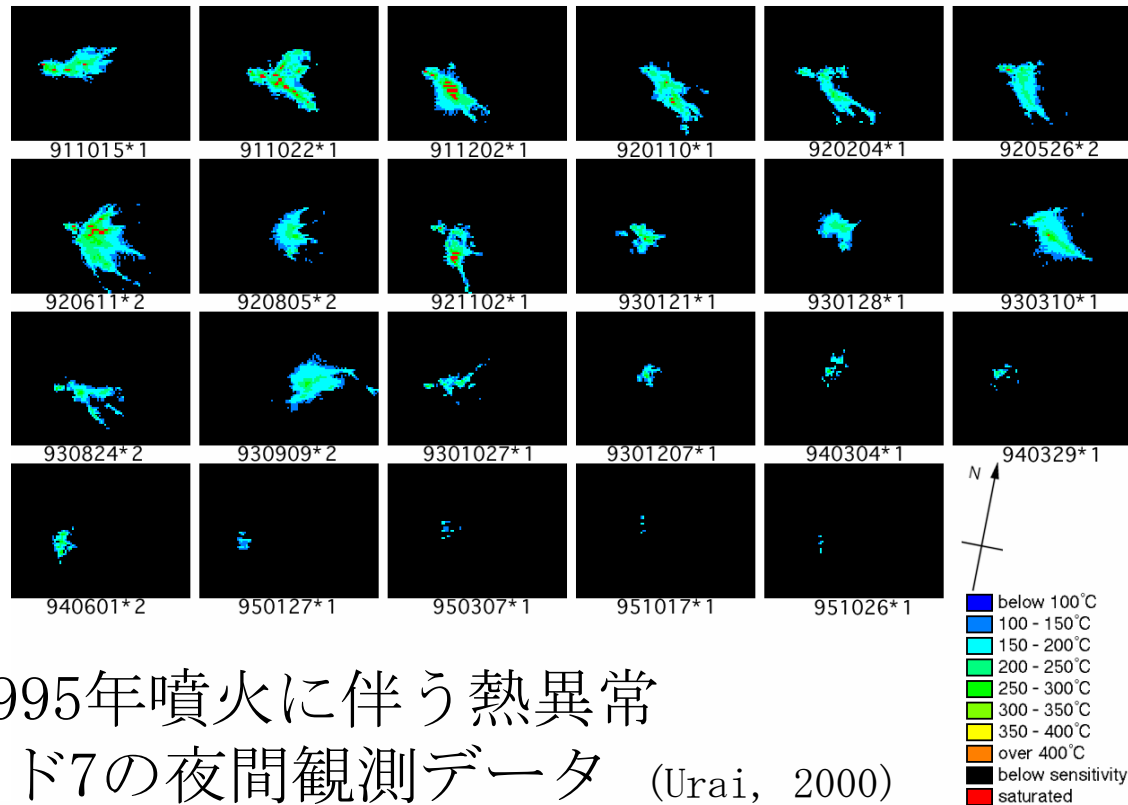 911015*1 911022*1 911202*1 920110*1 920204*1 920526*2
920611*2 920805*2 921102*1 930121*1 930128*1 930310*1
930824*2 930909*2 9301027*1 9301207*1 940304*1 940329*1
940601*2 950127*1 950307*1 951017*1 951026*1
N
below 100℃
100 - 150℃
150 - 200℃
200 - 250℃
250 - 300℃
300 - 350℃
350 - 400℃
over 400℃
below sensitivity
saturated
995年噴火に伴う熱異常
ド7の夜間観測データ (Urai, 2000)